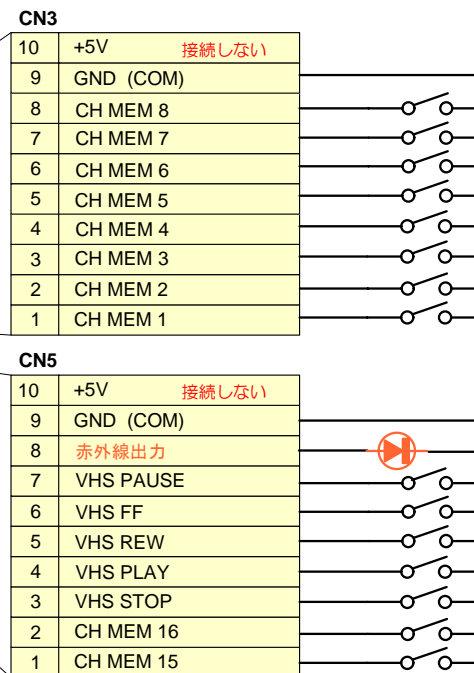 CN3
10 +5V 接続しない
9 GND (COM)
8 CH MEM 8
7 CH MEM 7
6 CH MEM 6
5 CH MEM 5
4 CH MEM 4
3 CH MEM 3
2 CH MEM 2
1 CH MEM 1
CN5
10 +5V 接続しない
9 GND (COM)
8 赤外線出力
7 VHS PAUSE
6 VHS FF
5 VHS REW
4 VHS PLAY
3 VHS STOP
2 CH MEM 16
1 CH MEM 15